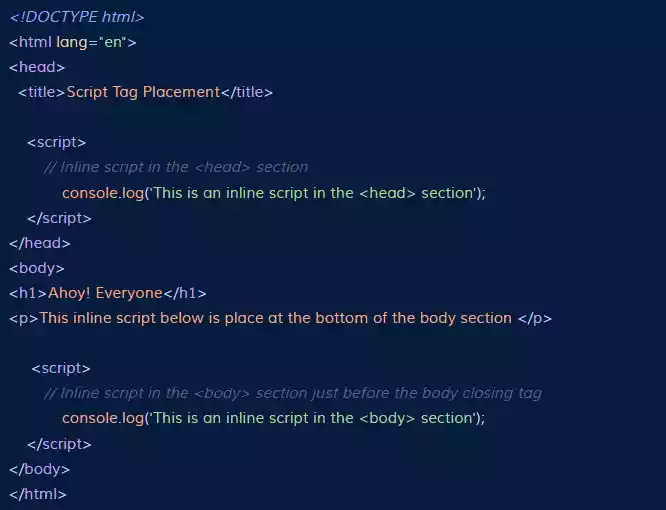 <!DOCTYPE html>
<html lang="en">
<head>
<title>Script Tag Placement</title>
<script>
// Inline script in the <head> section
console.log('This is an inline script in the <head> section');
</script>
</head>
<body>
<h1>Ahoy! Everyone</h1>
<p>This inline script below is place at the bottom of the body section </p>
<script>
// Inline script in the <body> section just before the body closing tag
console.log('This is an inline script in the <body> section');
</script>
</body>
</html>